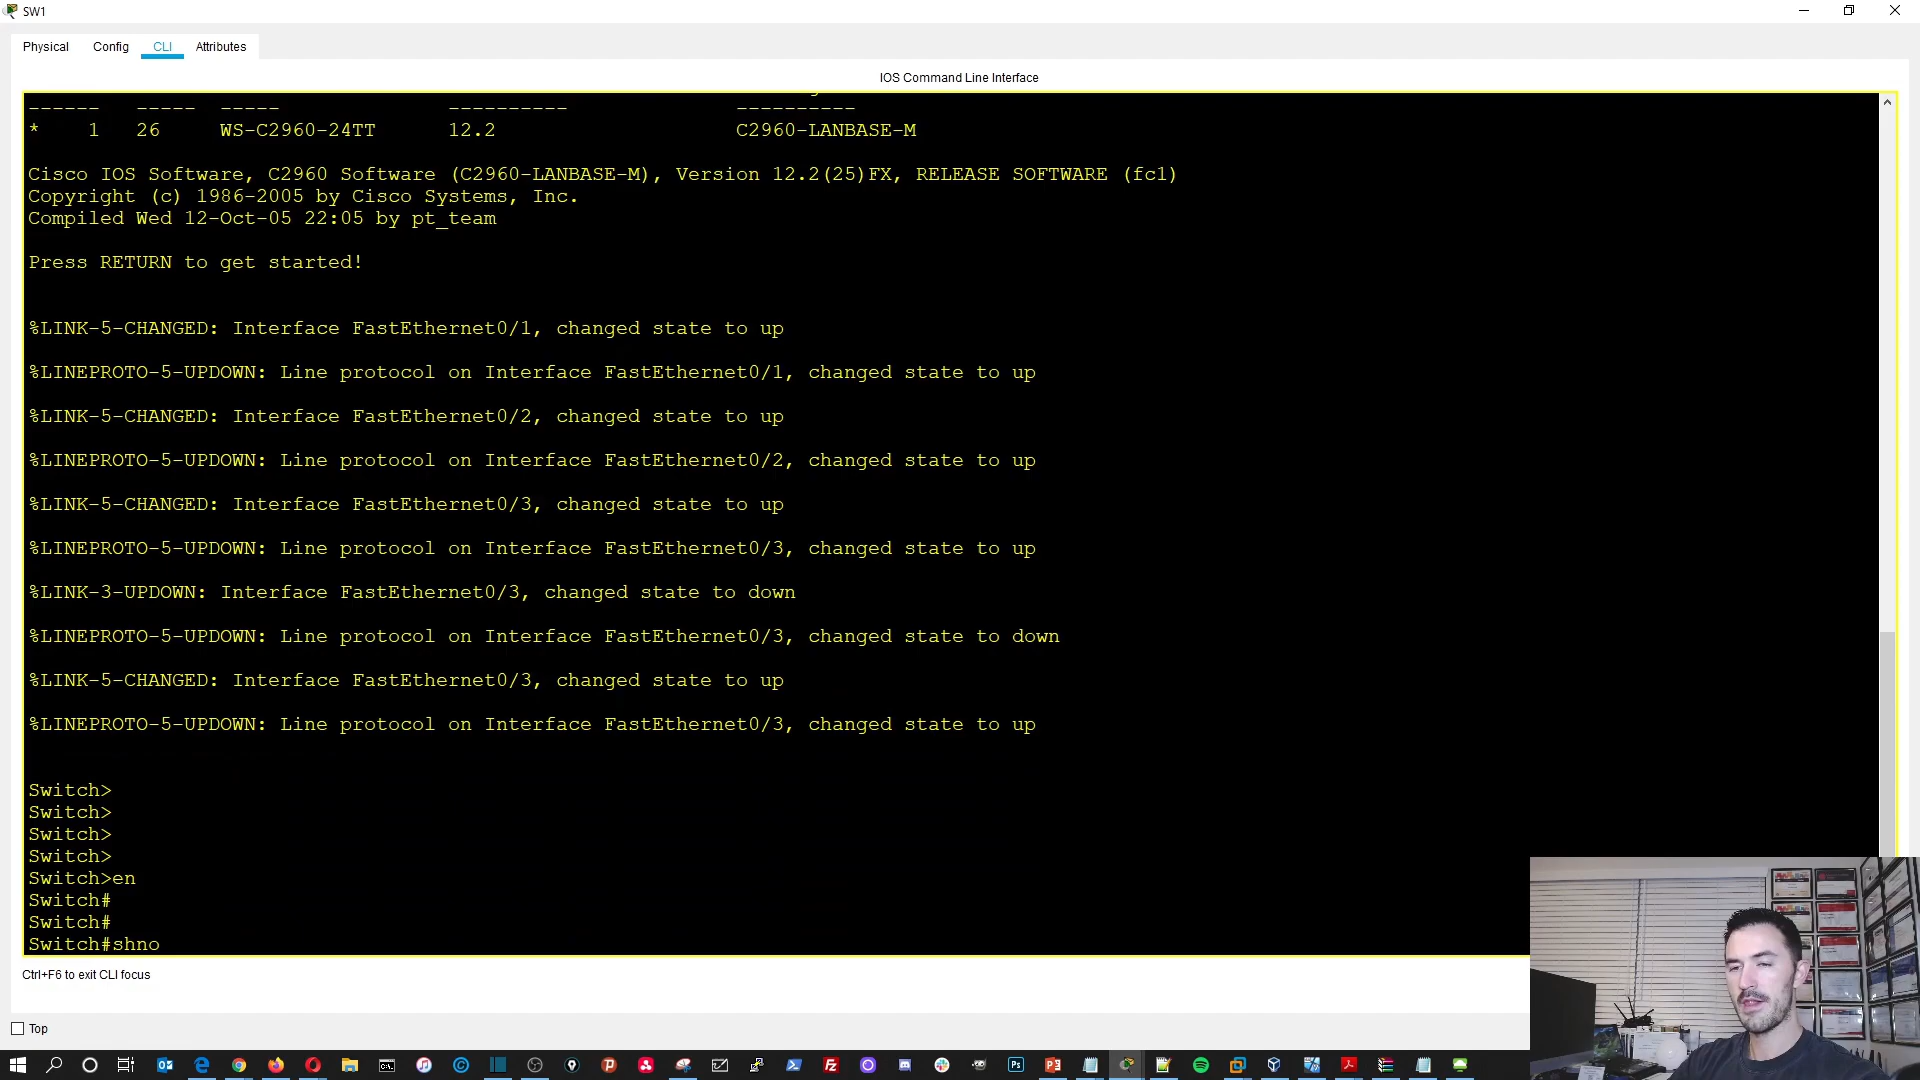 SW1
Physical Config CLI Attributes
IOS Command Line Interface
------ ----- ----- ---------- ----------
* 1 26 WS-C2960-24TT 12.2 C2960-LANBASE-M
Cisco IOS Software, C2960 Software (C2960-LANBASE-M), Version 12.2(25)FX, RELEASE SOFTWARE (fc1)
Copyright (c) 1986-2005 by Cisco Systems, Inc.
Compiled Wed 12-Oct-05 22:05 by pt_team
Press RETURN to get started!
%LINK-5-CHANGED: Interface FastEthernet0/1, changed state to up
%LINEPROTO-5-UPDOWN: Line protocol on Interface FastEthernet0/1, changed state to up
%LINK-5-CHANGED: Interface FastEthernet0/2, changed state to up
%LINEPROTO-5-UPDOWN: Line protocol on Interface FastEthernet0/2, changed state to up
%LINK-5-CHANGED: Interface FastEthernet0/3, changed state to up
%LINEPROTO-5-UPDOWN: Line protocol on Interface FastEthernet0/3, changed state to up
%LINK-3-UPDOWN: Interface FastEthernet0/3, changed state to down
%LINEPROTO-5-UPDOWN: Line protocol on Interface FastEthernet0/3, changed state to down
%LINK-5-CHANGED: Interface FastEthernet0/3, changed state to up
%LINEPROTO-5-UPDOWN: Line protocol on Interface FastEthernet0/3, changed state to up
Switch>
Switch>
Switch>
Switch>
Switch>en
Switch#
Switch#
Switch#shno
Ctrl+F6 to exit CLI focus
Top